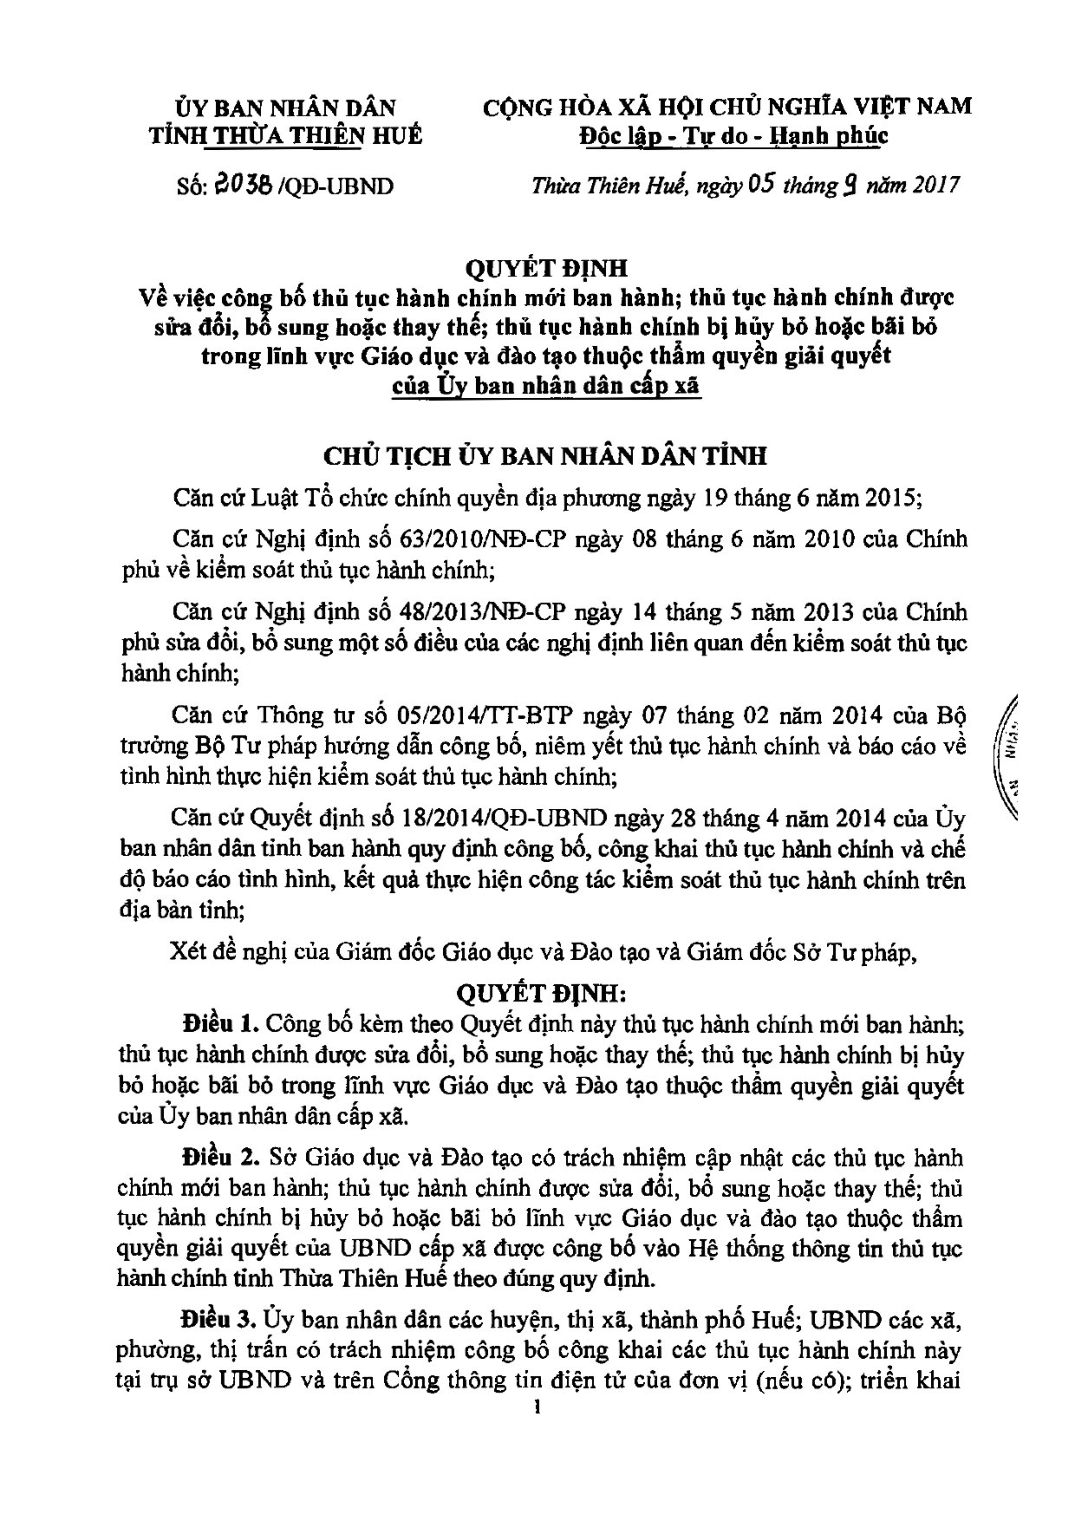 ỦY BAN NHÂN DÂN
TỈNH THỪA THIÊN HUẾ
CỘNG HÒA XÃ HỘI CHỦ NGHĨA VIỆT NAM
Độc lập - Tự do - Hạnh phúc
Số: 2038/QĐ-UBND
Thừa Thiên Huế, ngày 05 tháng 9 năm 2017
QUYẾT ĐỊNH
Về việc công bố thủ tục hành chính mới ban hành; thủ tục hành chính được
sửa đổi, bổ sung hoặc thay thế; thủ tục hành chính bị hủy bỏ hoặc bãi bỏ
trong lĩnh vực Giáo dục và đào tạo thuộc thẩm quyền giải quyết
của Ủy ban nhân dân cấp xã
CHỦ TỊCH ỦY BAN NHÂN DÂN TỈNH
Căn cứ Luật Tổ chức chính quyền địa phương ngày 19 tháng 6 năm 2015;
Căn cứ Nghị định số 63/2010/NĐ-CP ngày 08 tháng 6 năm 2010 của Chính
phủ về kiểm soát thủ tục hành chính;
Căn cứ Nghị định số 48/2013/NĐ-CP ngày 14 tháng 5 năm 2013 của Chính
phủ sửa đổi, bổ sung một số điều của các nghị định liên quan đến kiểm soát thủ tục
hành chính;
Căn cứ Thông tư số 05/2014/TT-BTP ngày 07 tháng 02 năm 2014 của Bộ
trưởng Bộ Tư pháp hướng dẫn công bố, niêm yết thủ tục hành chính và báo cáo về
tình hình thực hiện kiểm soát thủ tục hành chính;
Căn cứ Quyết định số 18/2014/QĐ-UBND ngày 28 tháng 4 năm 2014 của Ủy
ban nhân dân tỉnh ban hành quy định công bố, công khai thủ tục hành chính và chế
độ báo cáo tình hình, kết quả thực hiện công tác kiểm soát thủ tục hành chính trên
địa bàn tỉnh;
Xét đề nghị của Giám đốc Giáo dục và Đào tạo và Giám đốc Sở Tư pháp,
QUYẾT ĐỊNH:
Điều 1. Công bố kèm theo Quyết định này thủ tục hành chính mới ban hành;
thủ tục hành chính được sửa đổi, bổ sung hoặc thay thế; thủ tục hành chính bị hủy
bỏ hoặc bãi bỏ trong lĩnh vực Giáo dục và Đào tạo thuộc thẩm quyền giải quyết
của Ủy ban nhân dân cấp xã.
Điều 2. Sở Giáo dục và Đào tạo có trách nhiệm cập nhật các thủ tục hành
chính mới ban hành; thủ tục hành chính được sửa đổi, bổ sung hoặc thay thế; thủ
tục hành chính bị hủy bỏ hoặc bãi bỏ lĩnh vực Giáo dục và đào tạo thuộc thẩm
quyền giải quyết của UBND cấp xã được công bố vào Hệ thống thông tin thủ tục
hành chính tỉnh Thừa Thiên Huế theo đúng quy định.
Điều 3. Ủy ban nhân dân các huyện, thị xã, thành phố Huế; UBND các xã,
phường, thị trấn có trách nhiệm công bố công khai các thủ tục hành chính này
tại trụ sở UBND và trên Cổng thông tin điện tử của đơn vị (nếu có); triển khai
1